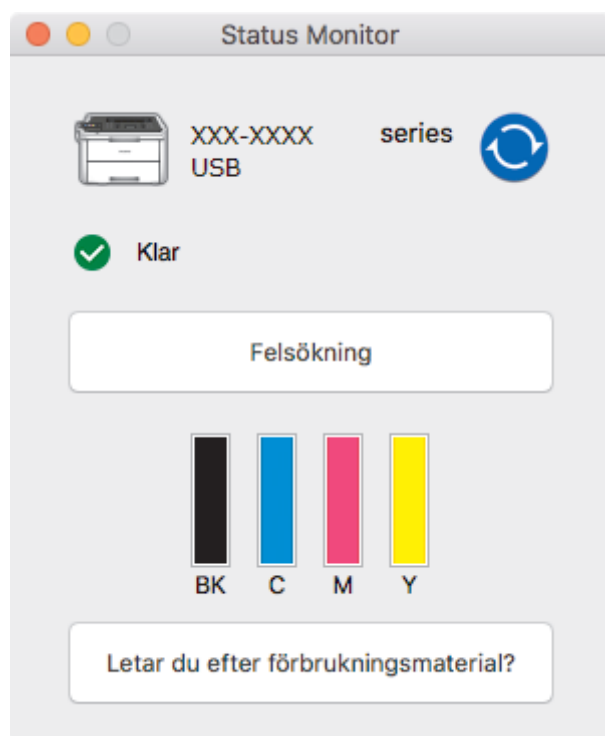 Status Monitor
XXX-XXXX series
USB
Klar
Felsökning
BK C M Y
Letar du efter förbrukningsmaterial?